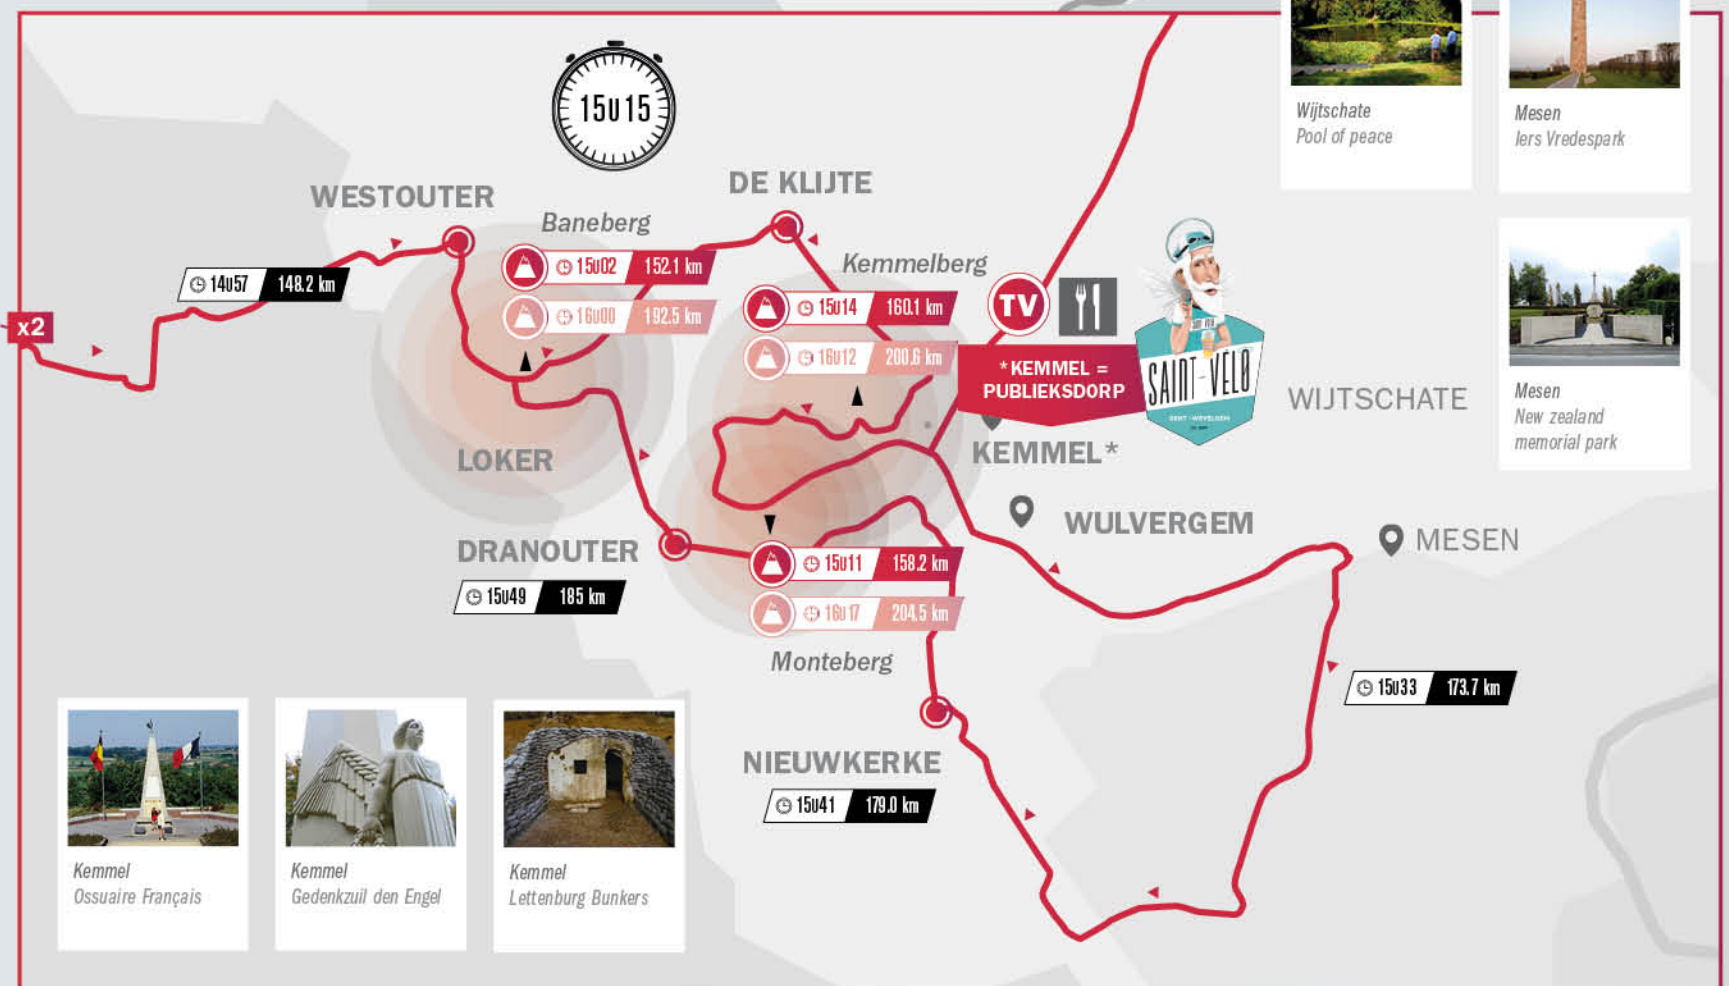 15u15
Wijtschate
Pool of peace
Mesen
Iers Vredespark
WESTOUTER
DE KLIJTE
Baneberg
15u02 152.1 km
16u00 192.5 km
14u57 148.2 km
x2
Kemmelberg
15u14 160.1 km
16u12 200.6 km
TV
*KEMMEL =
PUBLIEKSDORP
SAINT VELO
SAINT-VÉLO
GENT - WEVELGEM
WIJTSCHATE
Mesen
New zealand
memorial park
LOKER
KEMMEL*
WULVERGEM
MESEN
DRANOUTER
15u49 185 km
15u11 158.2 km
16u17 204.5 km
Monteberg
15u33 173.7 km
NIEUWKERKE
15u41 179.0 km
Kemmel
Ossuaire Français
Kemmel
Gedenkzuil den Engel
Kemmel
Lettenburg Bunkers